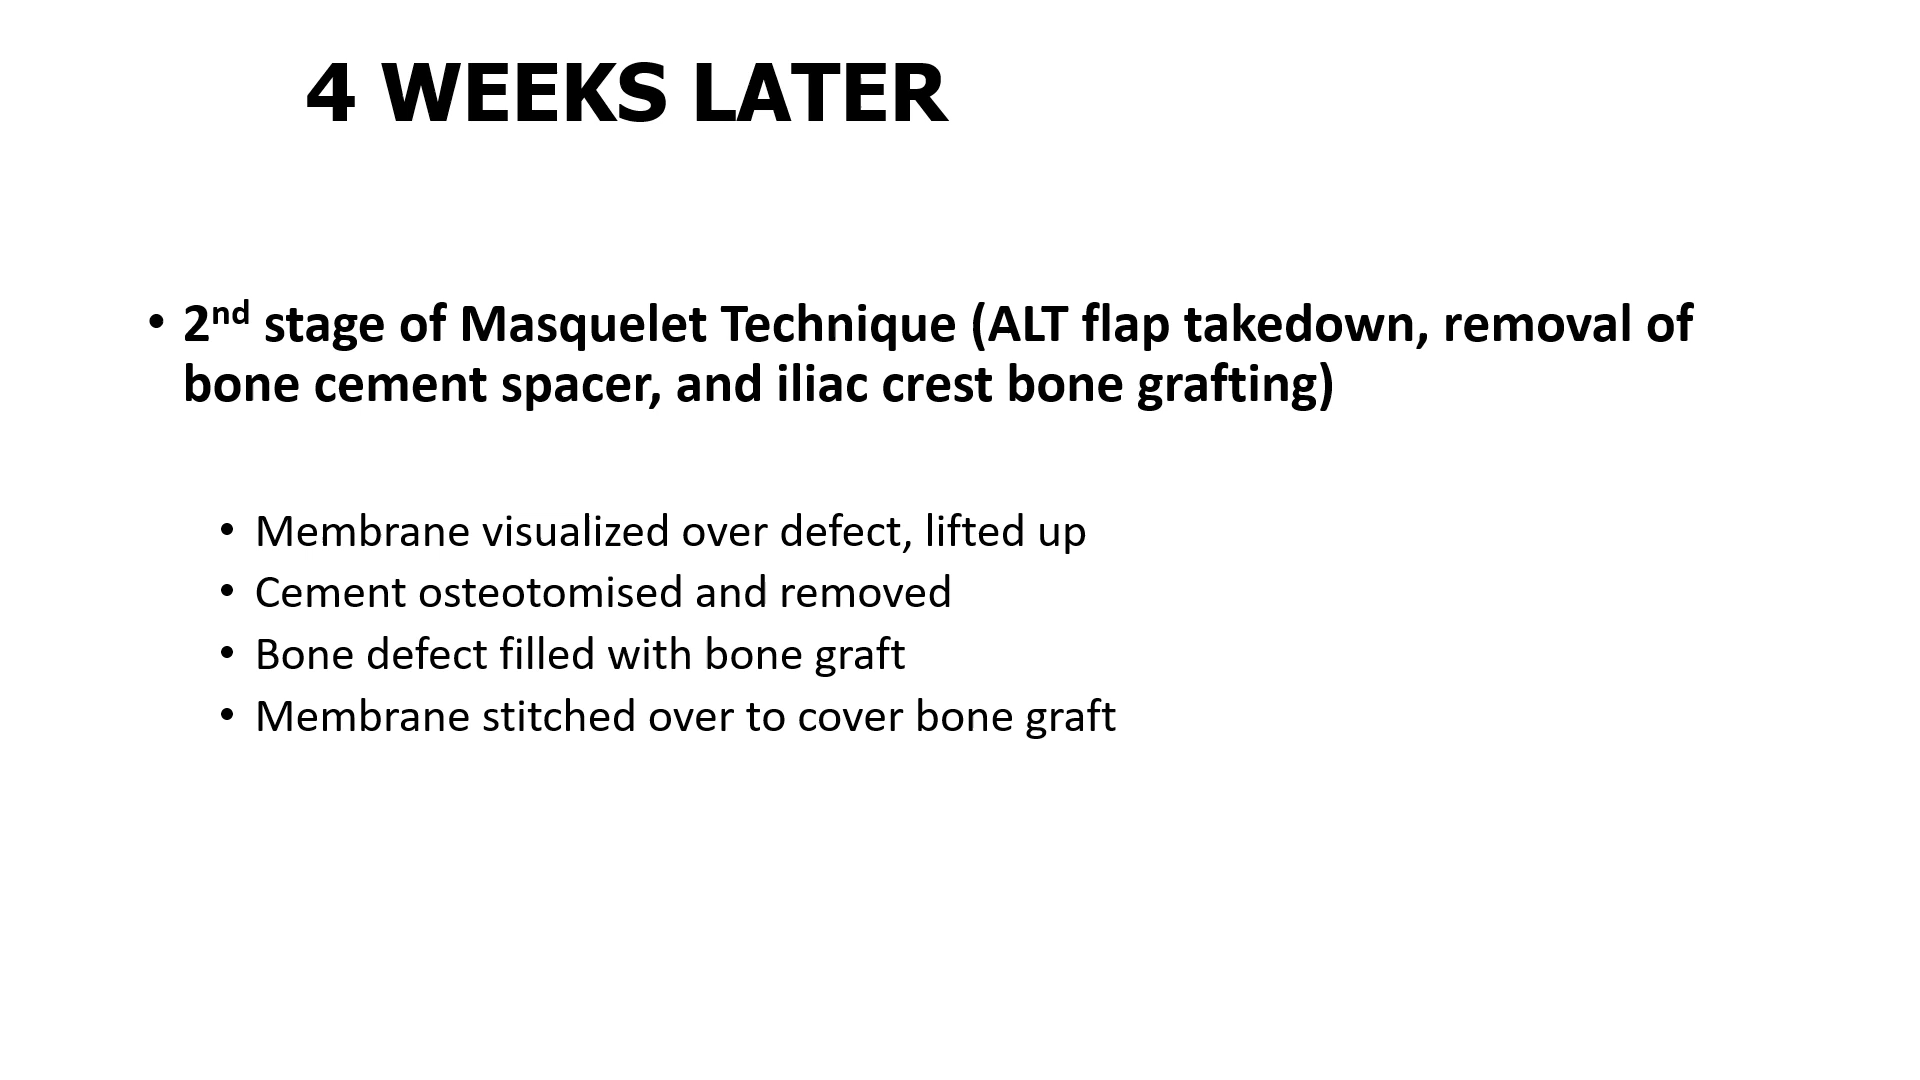 4 WEEKS LATER
• 2nd stage of Masquelet Technique (ALT flap takedown, removal of
bone cement spacer, and iliac crest bone grafting)
• Membrane visualized over defect, lifted up
• Cement osteotomised and removed
• Bone defect filled with bone graft
• Membrane stitched over to cover bone graft